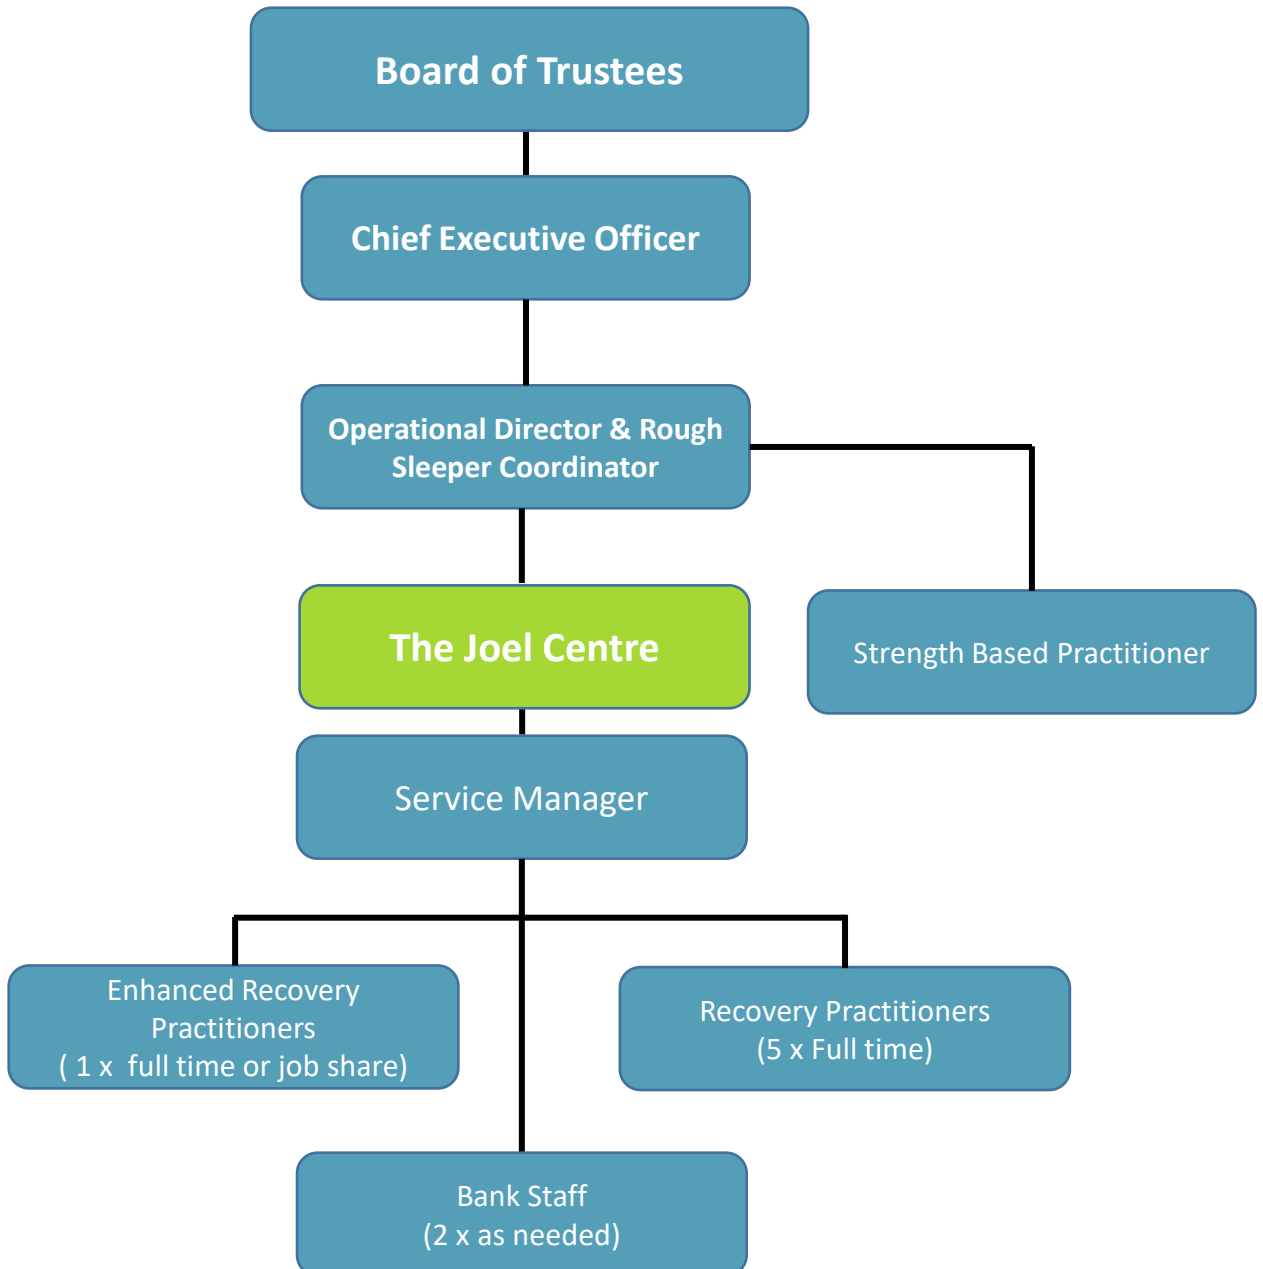 Board of Trustees
Chief Executive Officer
Operational Director & Rough
Sleeper Coordinator
The Joel Centre
Strength Based Practitioner
Service Manager
Enhanced Recovery
Practitioners
( 1 x  full time or job share)
Recovery Practitioners
(5 x Full time)
Bank Staff
(2 x as needed)